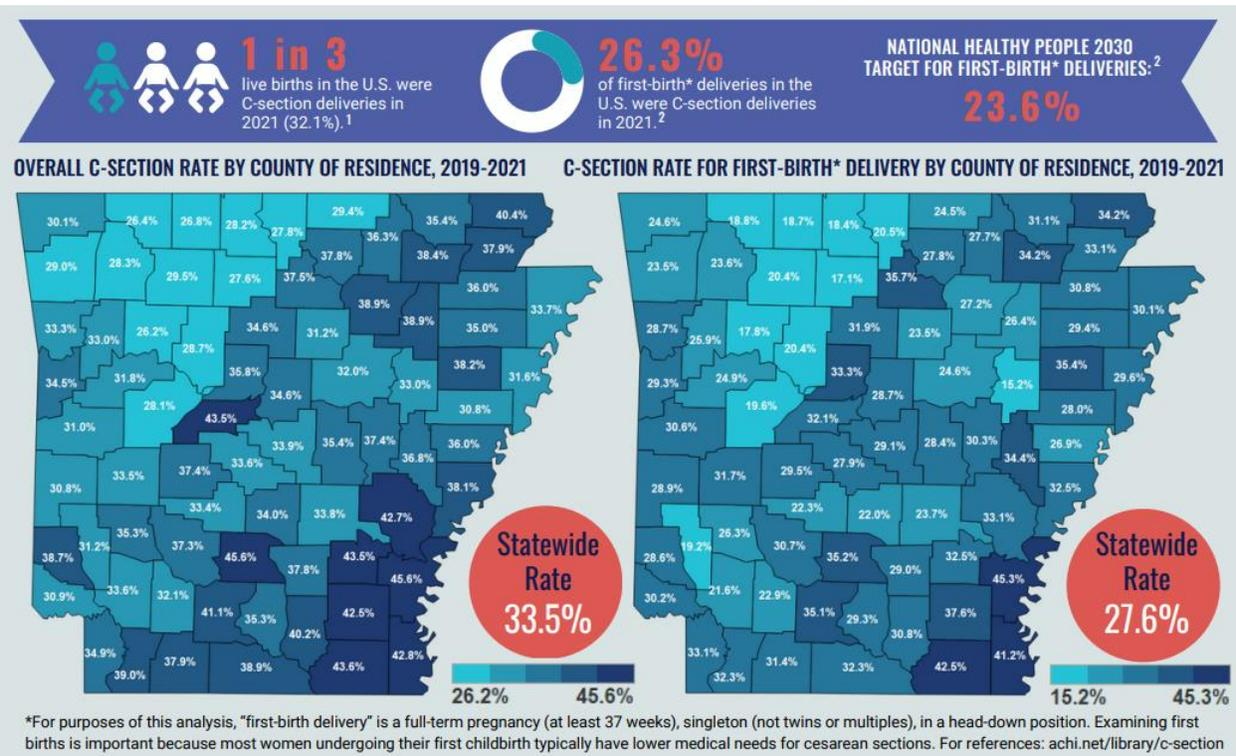 1 in 3
live births in the U.S. were
C-section deliveries in
2021 (32.1%).1
26.3%
of first-birth* deliveries in the
U.S. were C-section deliveries
in 2021.2
NATIONAL HEALTHY PEOPLE 2030
TARGET FOR FIRST-BIRTH* DELIVERIES:2
23.6%
OVERALL C-SECTION RATE BY COUNTY OF RESIDENCE, 2019-2021
30.1% 26.4% 26.8% 28.2% 27.8% 29.4% 36.3% 35.4% 40.4%
29.0% 28.3% 29.5% 27.6% 37.5% 37.8% 38.4% 37.9%
38.9% 38.9% 36.0% 33.7%
33.3% 33.0% 26.2% 28.7% 34.6% 31.2% 35.0%
34.5% 31.8% 35.8% 34.6% 32.0% 33.0% 38.2% 31.6%
31.0% 28.1% 43.5% 30.8%
33.9% 35.4% 37.4% 36.8% 36.0%
30.8% 33.5% 37.4% 33.6% 38.1%
33.4% 34.0% 33.8% 42.7%
38.7% 31.2% 35.3% 37.3% 45.6% 37.8% 43.5% 45.6%
30.9% 33.6% 32.1% 41.1% 35.3% 40.2% 42.5%
34.9% 39.0% 37.9% 38.9% 43.6% 42.8%
Statewide
Rate
33.5%
26.2% 45.6%
C-SECTION RATE FOR FIRST-BIRTH* DELIVERY BY COUNTY OF RESIDENCE, 2019-2021
24.6% 18.8% 18.7% 18.4% 20.5% 24.5% 27.7% 31.1% 34.2%
23.5% 23.6% 20.4% 17.1% 35.7% 27.8% 34.2% 33.1%
27.2% 26.4% 30.8% 30.1%
28.7% 25.9% 17.8% 20.4% 31.9% 23.5% 29.4%
29.3% 24.9% 33.3% 28.7% 24.6% 15.2% 35.4% 29.6%
30.6% 19.6% 32.1% 28.0%
29.1% 28.4% 30.3% 34.4% 26.9%
28.9% 31.7% 29.5% 27.9% 32.5%
22.3% 22.0% 23.7% 33.1%
28.6% 19.2% 26.3% 30.7% 35.2% 29.0% 32.5% 45.3%
30.2% 21.6% 22.9% 35.1% 29.3% 30.8% 37.6%
33.1% 32.3% 31.4% 32.3% 42.5% 41.2%
Statewide
Rate
27.6%
15.2% 45.3%
*For purposes of this analysis, "first-birth delivery" is a full-term pregnancy (at least 37 weeks), singleton (not twins or multiples), in a head-down position. Examining first
births is important because most women undergoing their first childbirth typically have lower medical needs for cesarean sections. For references: achi.net/library/c-section